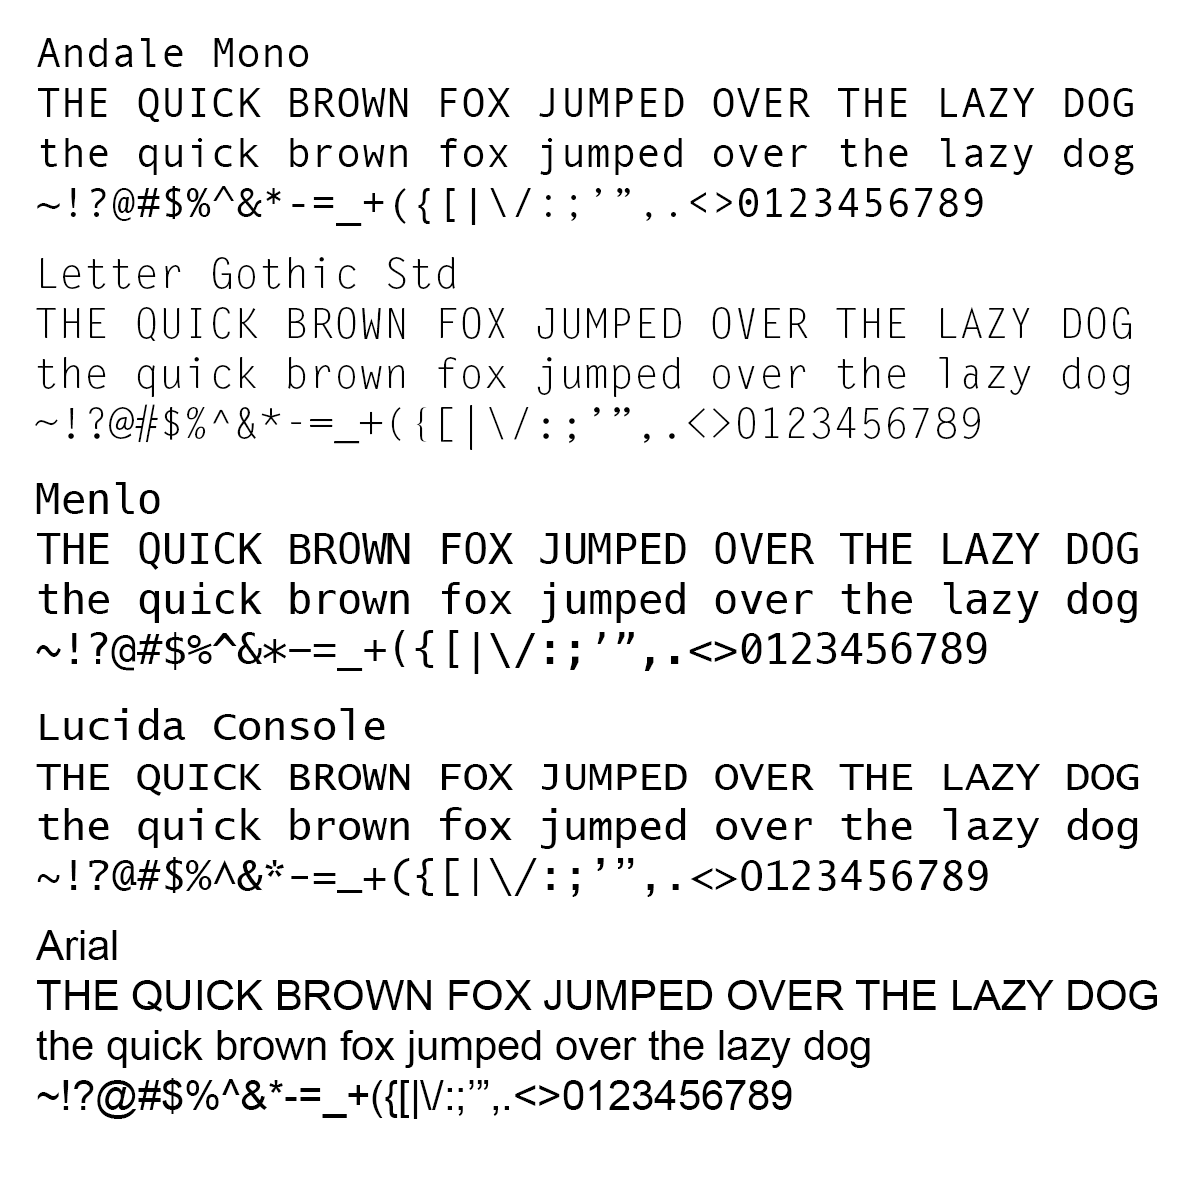 Andale Mono
THE QUICK BROWN FOX JUMPED OVER THE LAZY DOG
the quick brown fox jumped over the lazy dog
~!?@#$%^&*-=_+({[|\/:;’”,.<>0123456789
Letter Gothic Std
THE QUICK BROWN FOX JUMPED OVER THE LAZY DOG
the quick brown fox jumped over the lazy dog
~!?@#$%^&*-=_+({[|\/:;’”,.<>0123456789
Menlo
THE QUICK BROWN FOX JUMPED OVER THE LAZY DOG
the quick brown fox jumped over the lazy dog
~!?@#$%^&*-=_+({[|\/:;’”,.<>0123456789
Lucida Console
THE QUICK BROWN FOX JUMPED OVER THE LAZY DOG
the quick brown fox jumped over the lazy dog
~!?@#$%^&*-=_+({[|\/:;’”,.<>0123456789
Arial
THE QUICK BROWN FOX JUMPED OVER THE LAZY DOG
the quick brown fox jumped over the lazy dog
~!?@#$%^&*-=_+({[|\/:;’”,.<>0123456789